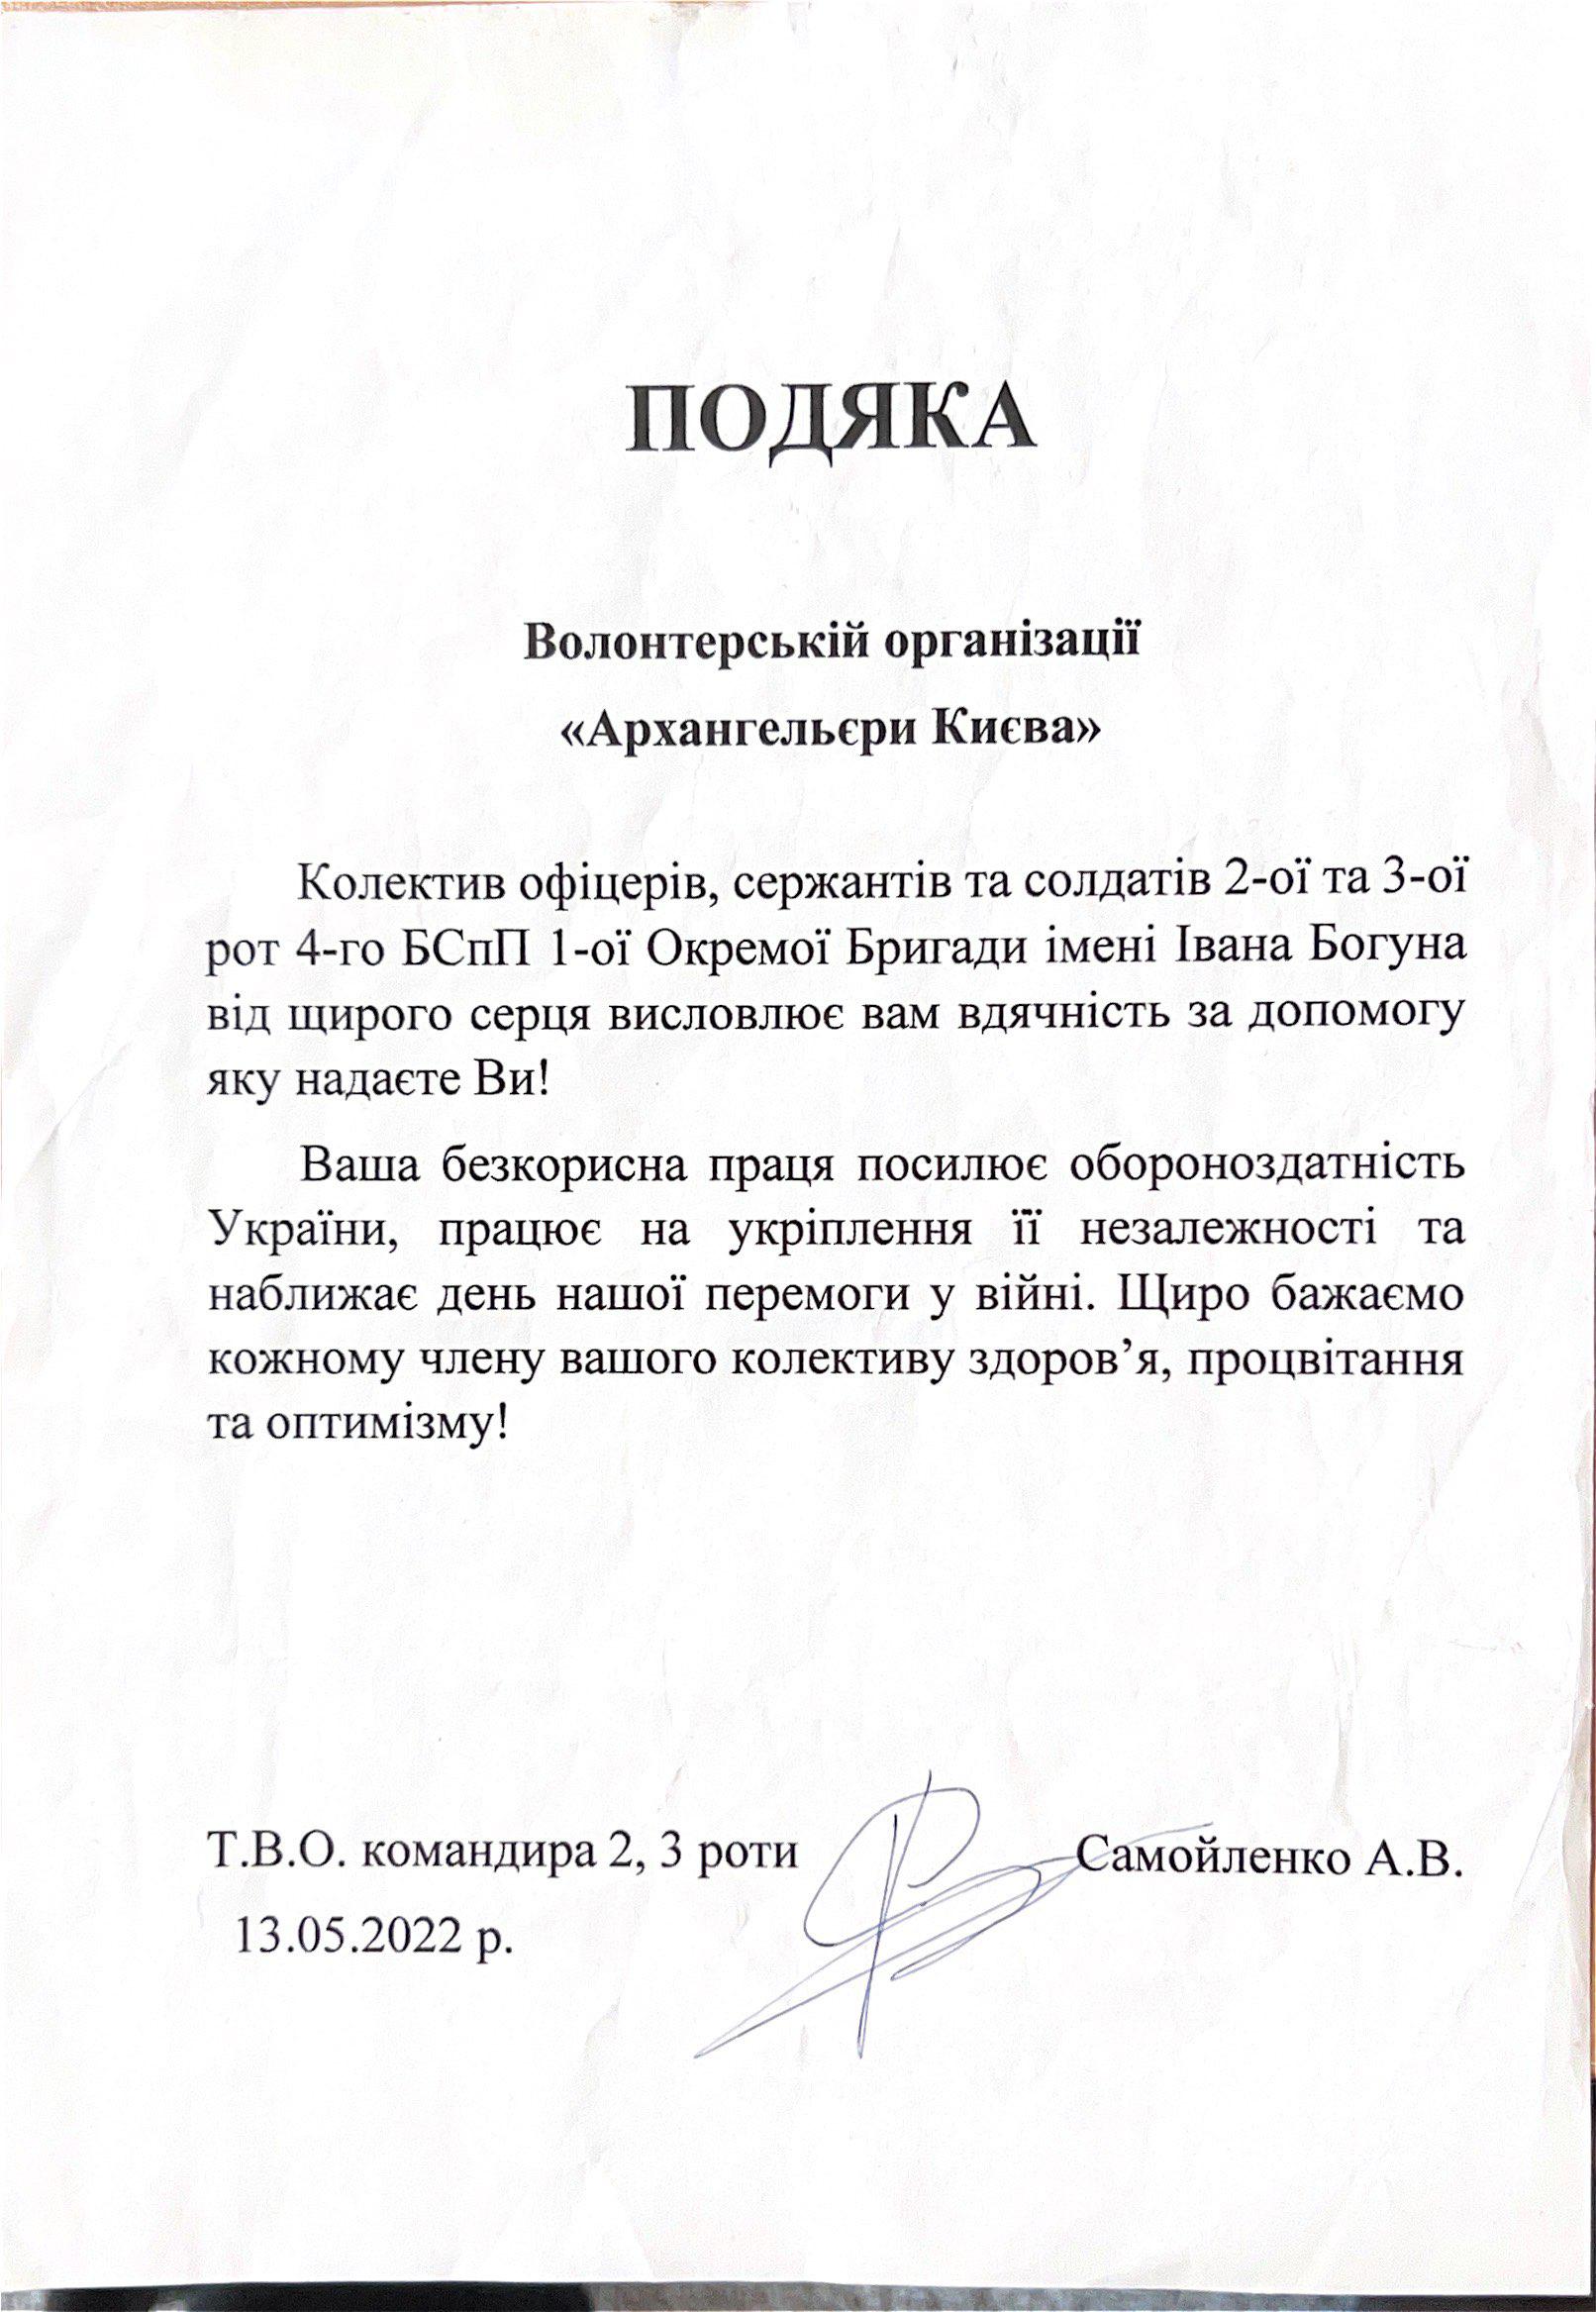 ПОДЯКА
Волонтерській організації
«Архангельєри Києва»
Колектив офіцерів, сержантів та солдатів 2-ої та 3-ої
рот 4-го БСпП 1-ої Окремої Бригади імені Івана Богуна
від щирого серця висловлює вам вдячність за допомогу
яку надаєте Ви!
Ваша безкорисна праця посилює обороноздатність
України, працює на укріплення її незалежності та
наближає день нашої перемоги у війні. Щиро бажаємо
кожному члену вашого колективу здоров’я, процвітання
та оптимізму!
Т.В.О. командира 2, 3 роти Самойленко А.В.
13.05.2022 р.